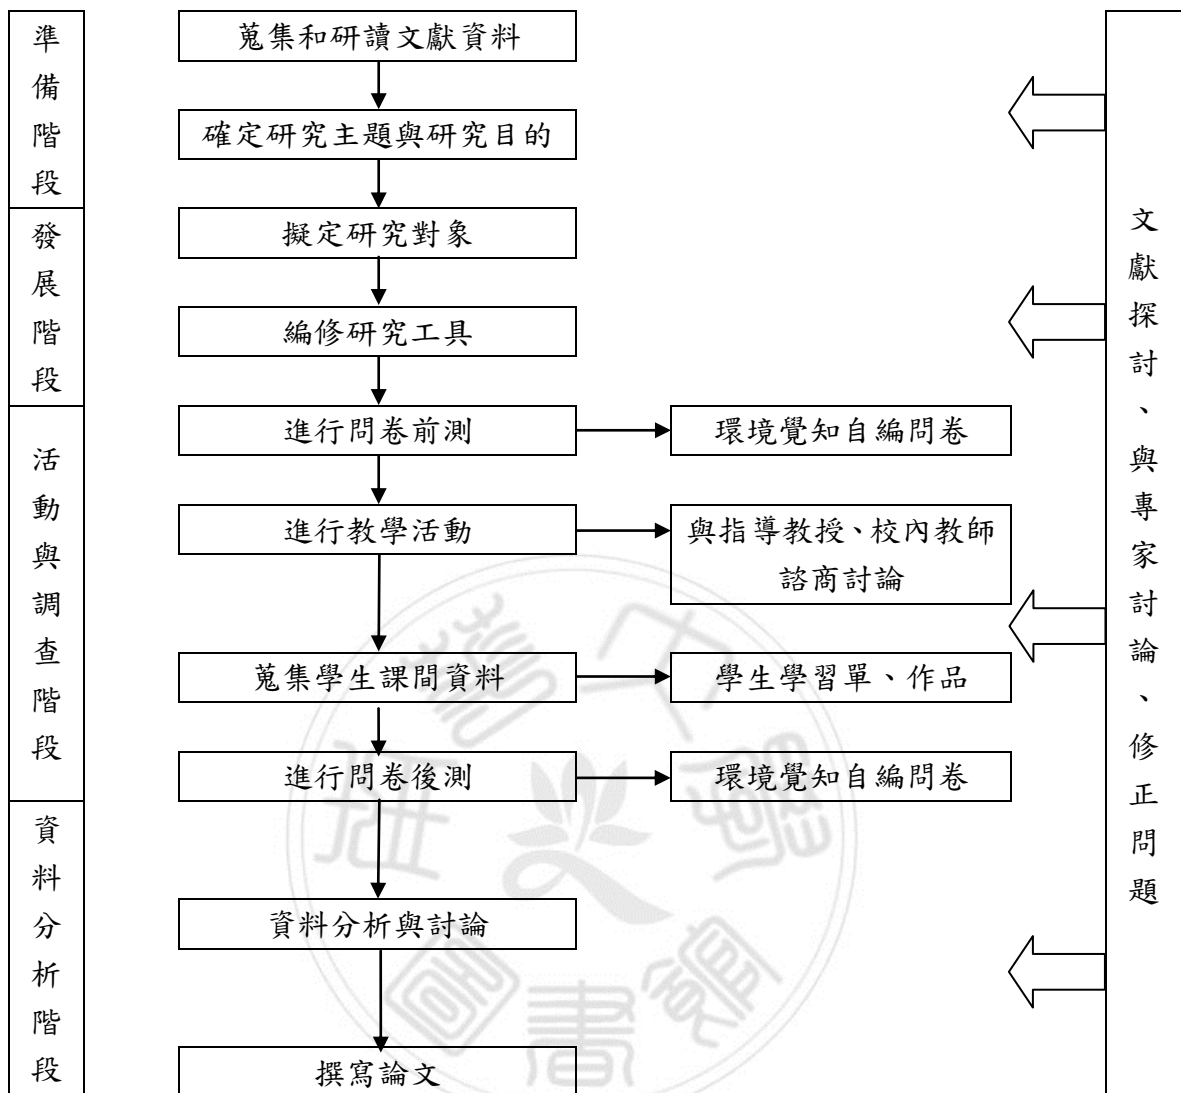 準備階段
蒐集和研讀文獻資料
確定研究主題與研究目的
發展階段
擬定研究對象
編修研究工具
活動與調查階段
進行問卷前測
環境覺知自編問卷
進行教學活動
與指導教授、校內教師
諮商討論
蒐集學生課間資料
學生學習單、作品
進行問卷後測
環境覺知自編問卷
資料分析階段
資料分析與討論
撰寫論文
文獻探討、與專家討論、修正問題